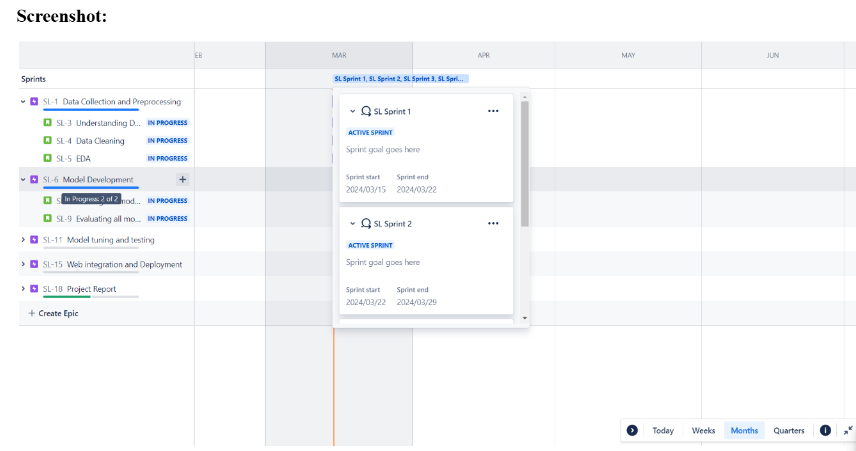 Screenshot:
EB MAR APR MAY JUN
Sprints
SL Sprint 1, SL Sprint 2, SL Sprint 3, SL Spri...
SL-1 Data Collection and Preprocessing
SL-3 Understanding D... IN PROGRESS
SL-4 Data Cleaning IN PROGRESS
SL-5 EDA IN PROGRESS
SL-6 Model Development +
In Progress: 2 of 2
mod... IN PROGRESS
SL-9 Evaluating all mo... IN PROGRESS
SL-11 Model tuning and testing
SL-15 Web integration and Deployment
SL-18 Project Report
+ Create Epic
SL Sprint 1
ACTIVE SPRINT
Sprint goal goes here
Sprint start Sprint end
2024/03/15 2024/03/22
SL Sprint 2
ACTIVE SPRINT
Sprint goal goes here
Sprint start Sprint end
2024/03/22 2024/03/29
Today Weeks Months Quarters